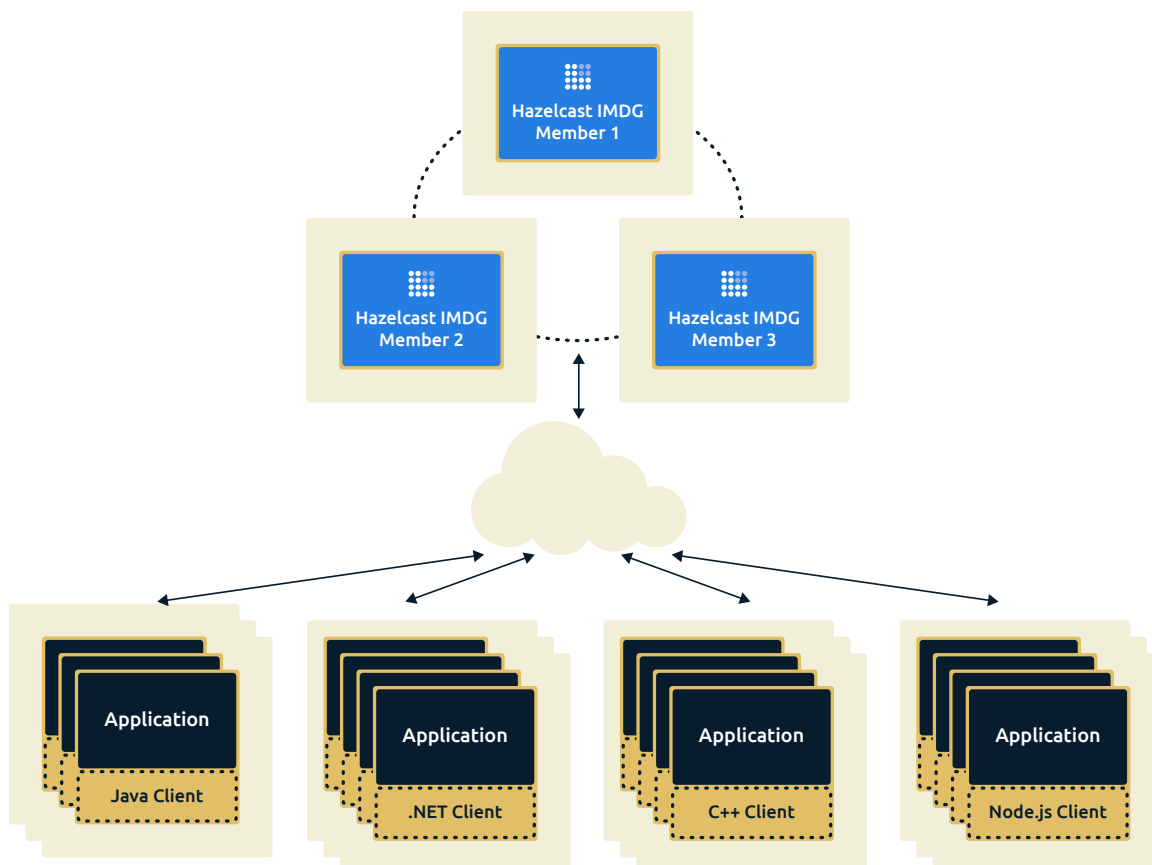 Hazelcast IMDG
Member 1
Hazelcast IMDG
Member 2
Hazelcast IMDG
Member 3
Application
Java Client
Application
.NET Client
Application
C++ Client
Application
Node.js Client